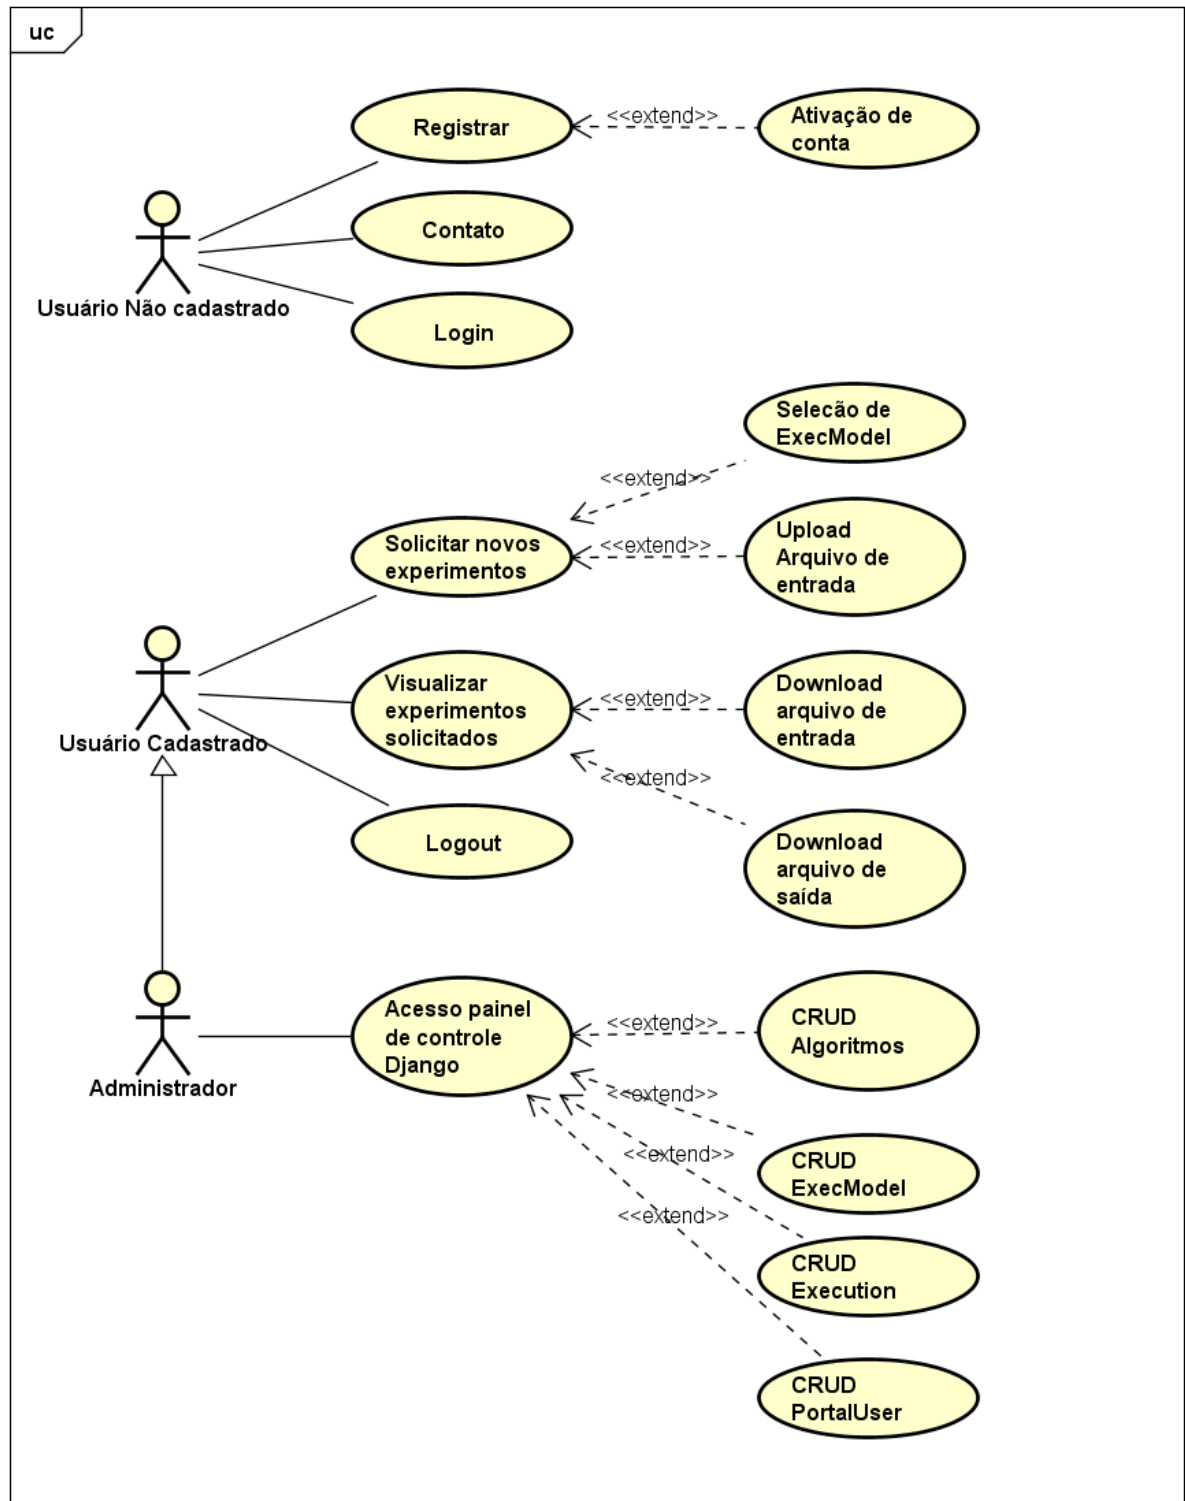 uc
Registrar
<<extend>>
Ativação de
conta
Contato
Login
Usuário Não cadastrado
Selecão de
ExecModel
<<extend>>
Solicitar novos
experimentos
<<extend>>
Upload
Arquivo de
entrada
Usuário Cadastrado
Visualizar
experimentos
solicitados
<<extend>>
Download
arquivo de
entrada
<<extend>>
Logout
Download
arquivo de
saída
Administrador
Acesso painel
de controle
Django
<<extend>>
CRUD
Algoritmos
<<extend>>
CRUD
ExecModel
<<extend>>
CRUD
Execution
<<extend>>
CRUD
PortalUser